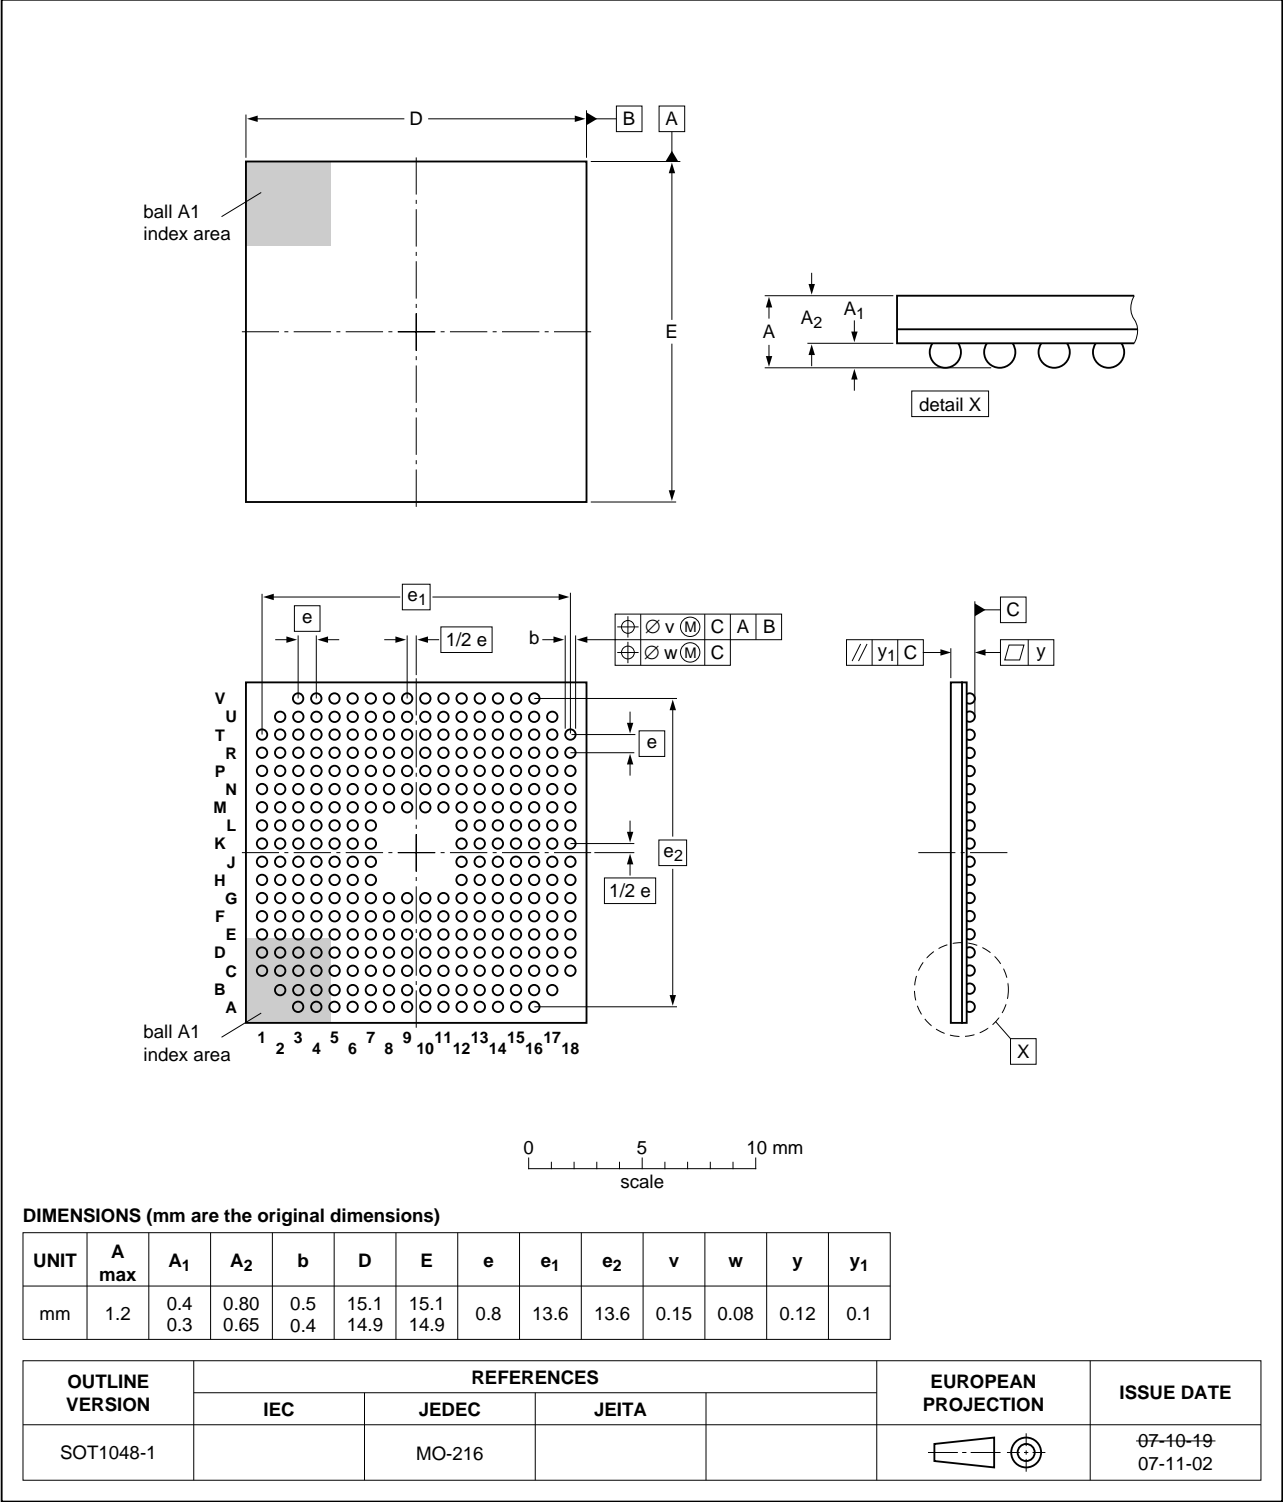 D
B
A
ball A1
index area
E
A
A2
A1
detail X
e1
e
1/2 e
b
⌖ ∅ v Ⓜ C A B
⌖ ∅ w Ⓜ C
C
// y1 C
▱ y
e
e2
1/2 e
V
U
T
R
P
N
M
L
K
J
H
G
F
E
D
C
B
A
ball A1
index area
1 2 3 4 5 6 7 8 9 10 11 12 13 14 15 16 17 18
X
0 5 10 mm
scale
DIMENSIONS (mm are the original dimensions)
UNIT A max A1 A2 b D E e e1 e2 v w y y1
mm 1.2 0.4 0.3 0.80 0.65 0.5 0.4 15.1 14.9 15.1 14.9 0.8 13.6 13.6 0.15 0.08 0.12 0.1
OUTLINE VERSION REFERENCES EUROPEAN PROJECTION ISSUE DATE
IEC JEDEC JEITA
SOT1048-1 MO-216 07-10-19
07-11-02